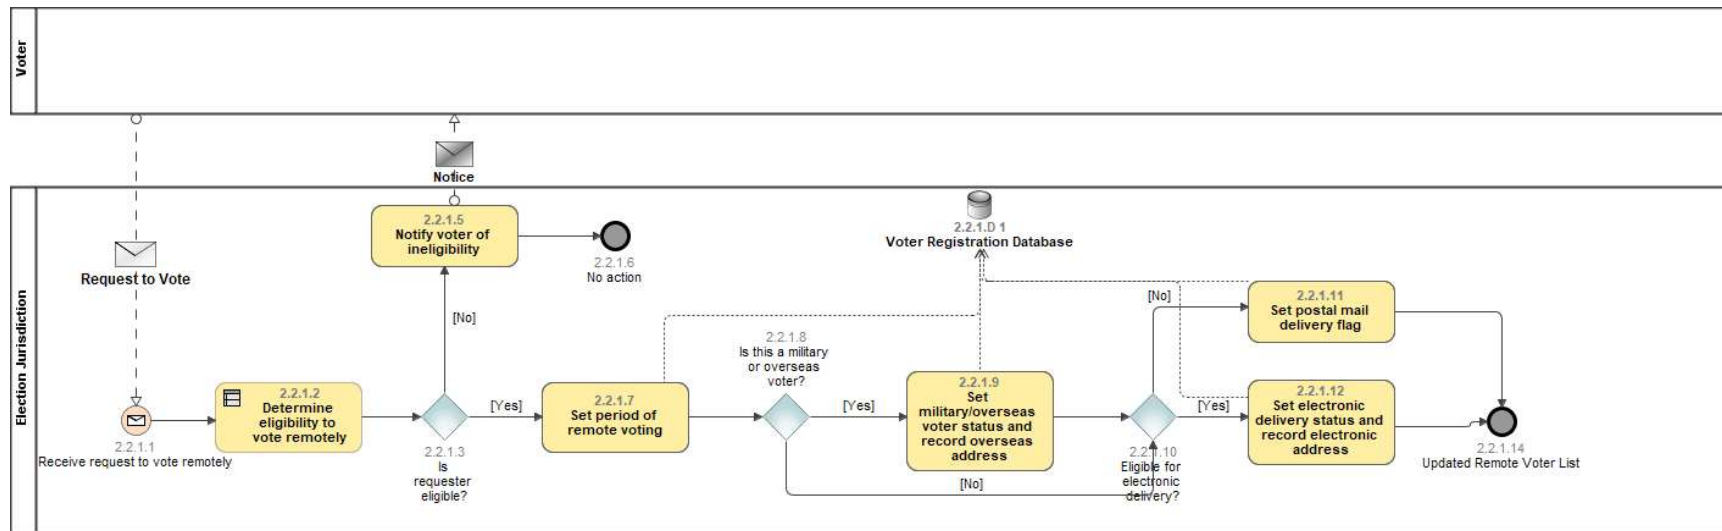 Voter
Notice
Request to Vote
Election Jurisdiction
2.2.1.1
Receive request to vote remotely
2.2.1.2
Determine
eligibility to
vote remotely
2.2.1.3
Is
requester
eligible?
[No]
2.2.1.5
Notify voter of
ineligibility
2.2.1.6
No action
[Yes]
2.2.1.7
Set period of
remote voting
2.2.1.8
Is this a military
or overseas
voter?
[Yes]
[No]
2.2.1.D 1
Voter Registration Database
2.2.1.9
Set
military/overseas
voter status and
record overseas
address
2.2.1.10
Eligible for
electronic
delivery?
[No]
2.2.1.11
Set postal mail
delivery flag
[Yes]
2.2.1.12
Set electronic
delivery status and
record electronic
address
2.2.1.14
Updated Remote Voter List